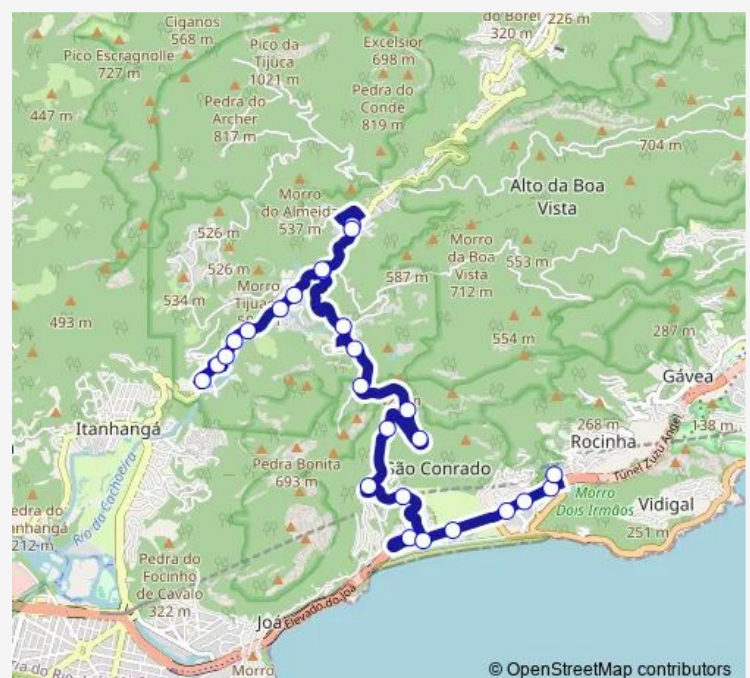 Ciganos
568 m
do Borel
320 m
226 m
Pico Escragnolle
727 m
Pico da
Tijuca
1021 m
Excelsior
698 m
Pedra do
Conde
819 m
Pedra do
Archer
817 m
447 m
704 m
Alto da Boa
Vista
Morro
do Almeida
537 m
526 m
526 m
Morro
Tijuca
534 m
587 m
Morro
da Boa
Vista
712 m
553 m
493 m
554 m
287 m
Gávea
Itanhangá
268 m
138 m
Rocinha
Túnel Zuzu Angel
Pedra Bonita
693 m
São Conrado
Morro
Dois Irmãos
Vidigal
251 m
Rio da Cachoeira
212 m
Pedra do
Focinho
de Cavalo
322 m
Joá
Elevado do Joá
Morro
© OpenStreetMap contributors